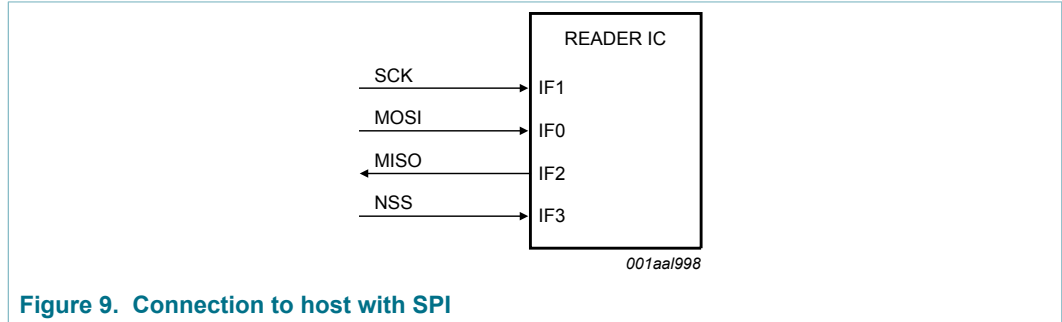 READER IC
SCK
IF1
MOSI
IF0
MISO
IF2
NSS
IF3
001aal998
Figure 9. Connection to host with SPI